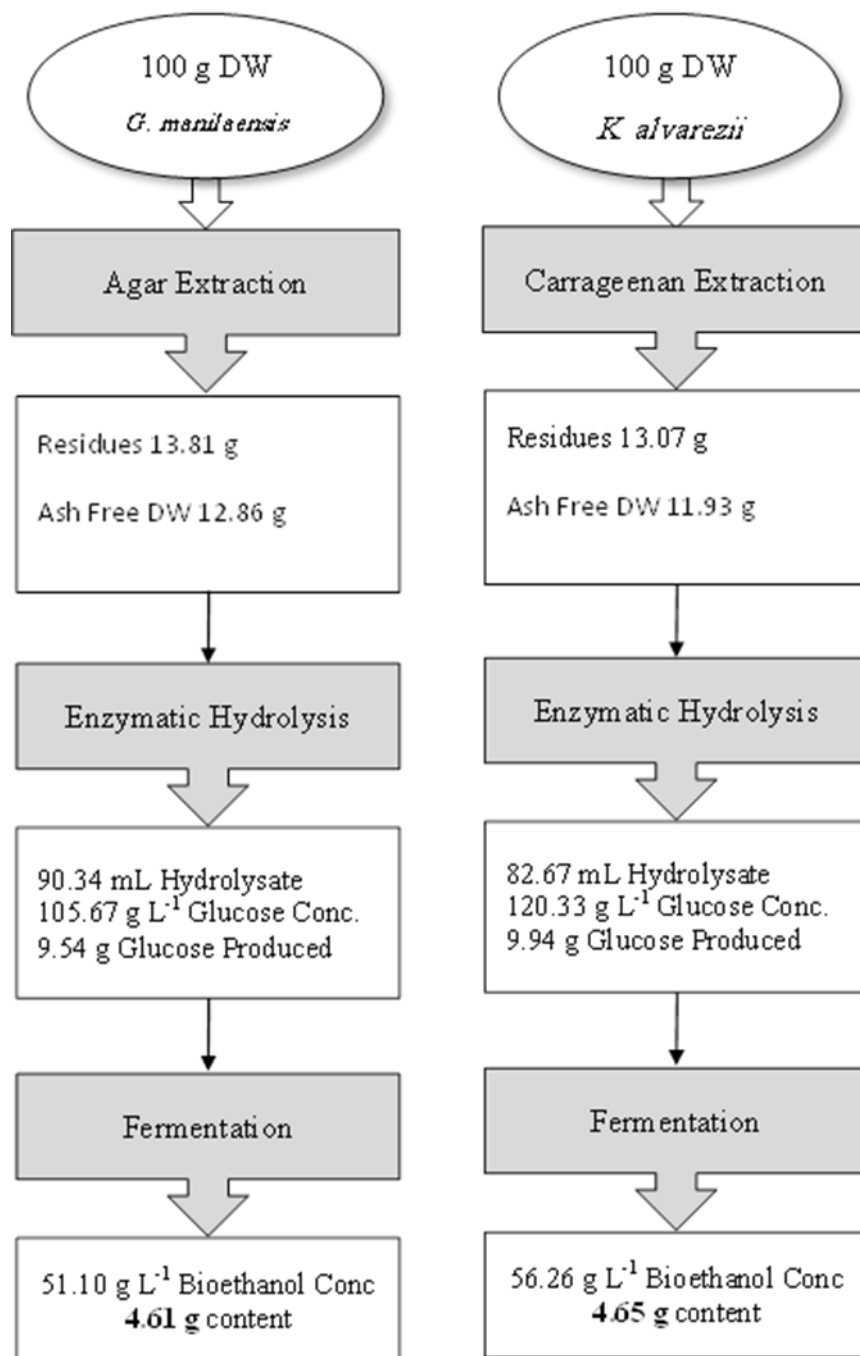 100 g DW
G. manilaensis
Agar Extraction
Residues 13.81 g
Ash Free DW 12.86 g
Enzymatic Hydrolysis
90.34 mL Hydrolysate
105.67 g L⁻¹ Glucose Conc.
9.54 g Glucose Produced
Fermentation
51.10 g L⁻¹ Bioethanol Conc
4.61 g content
100 g DW
K alvarezii
Carrageenan Extraction
Residues 13.07 g
Ash Free DW 11.93 g
Enzymatic Hydrolysis
82.67 mL Hydrolysate
120.33 g L⁻¹ Glucose Conc.
9.94 g Glucose Produced
Fermentation
56.26 g L⁻¹ Bioethanol Conc
4.65 g content